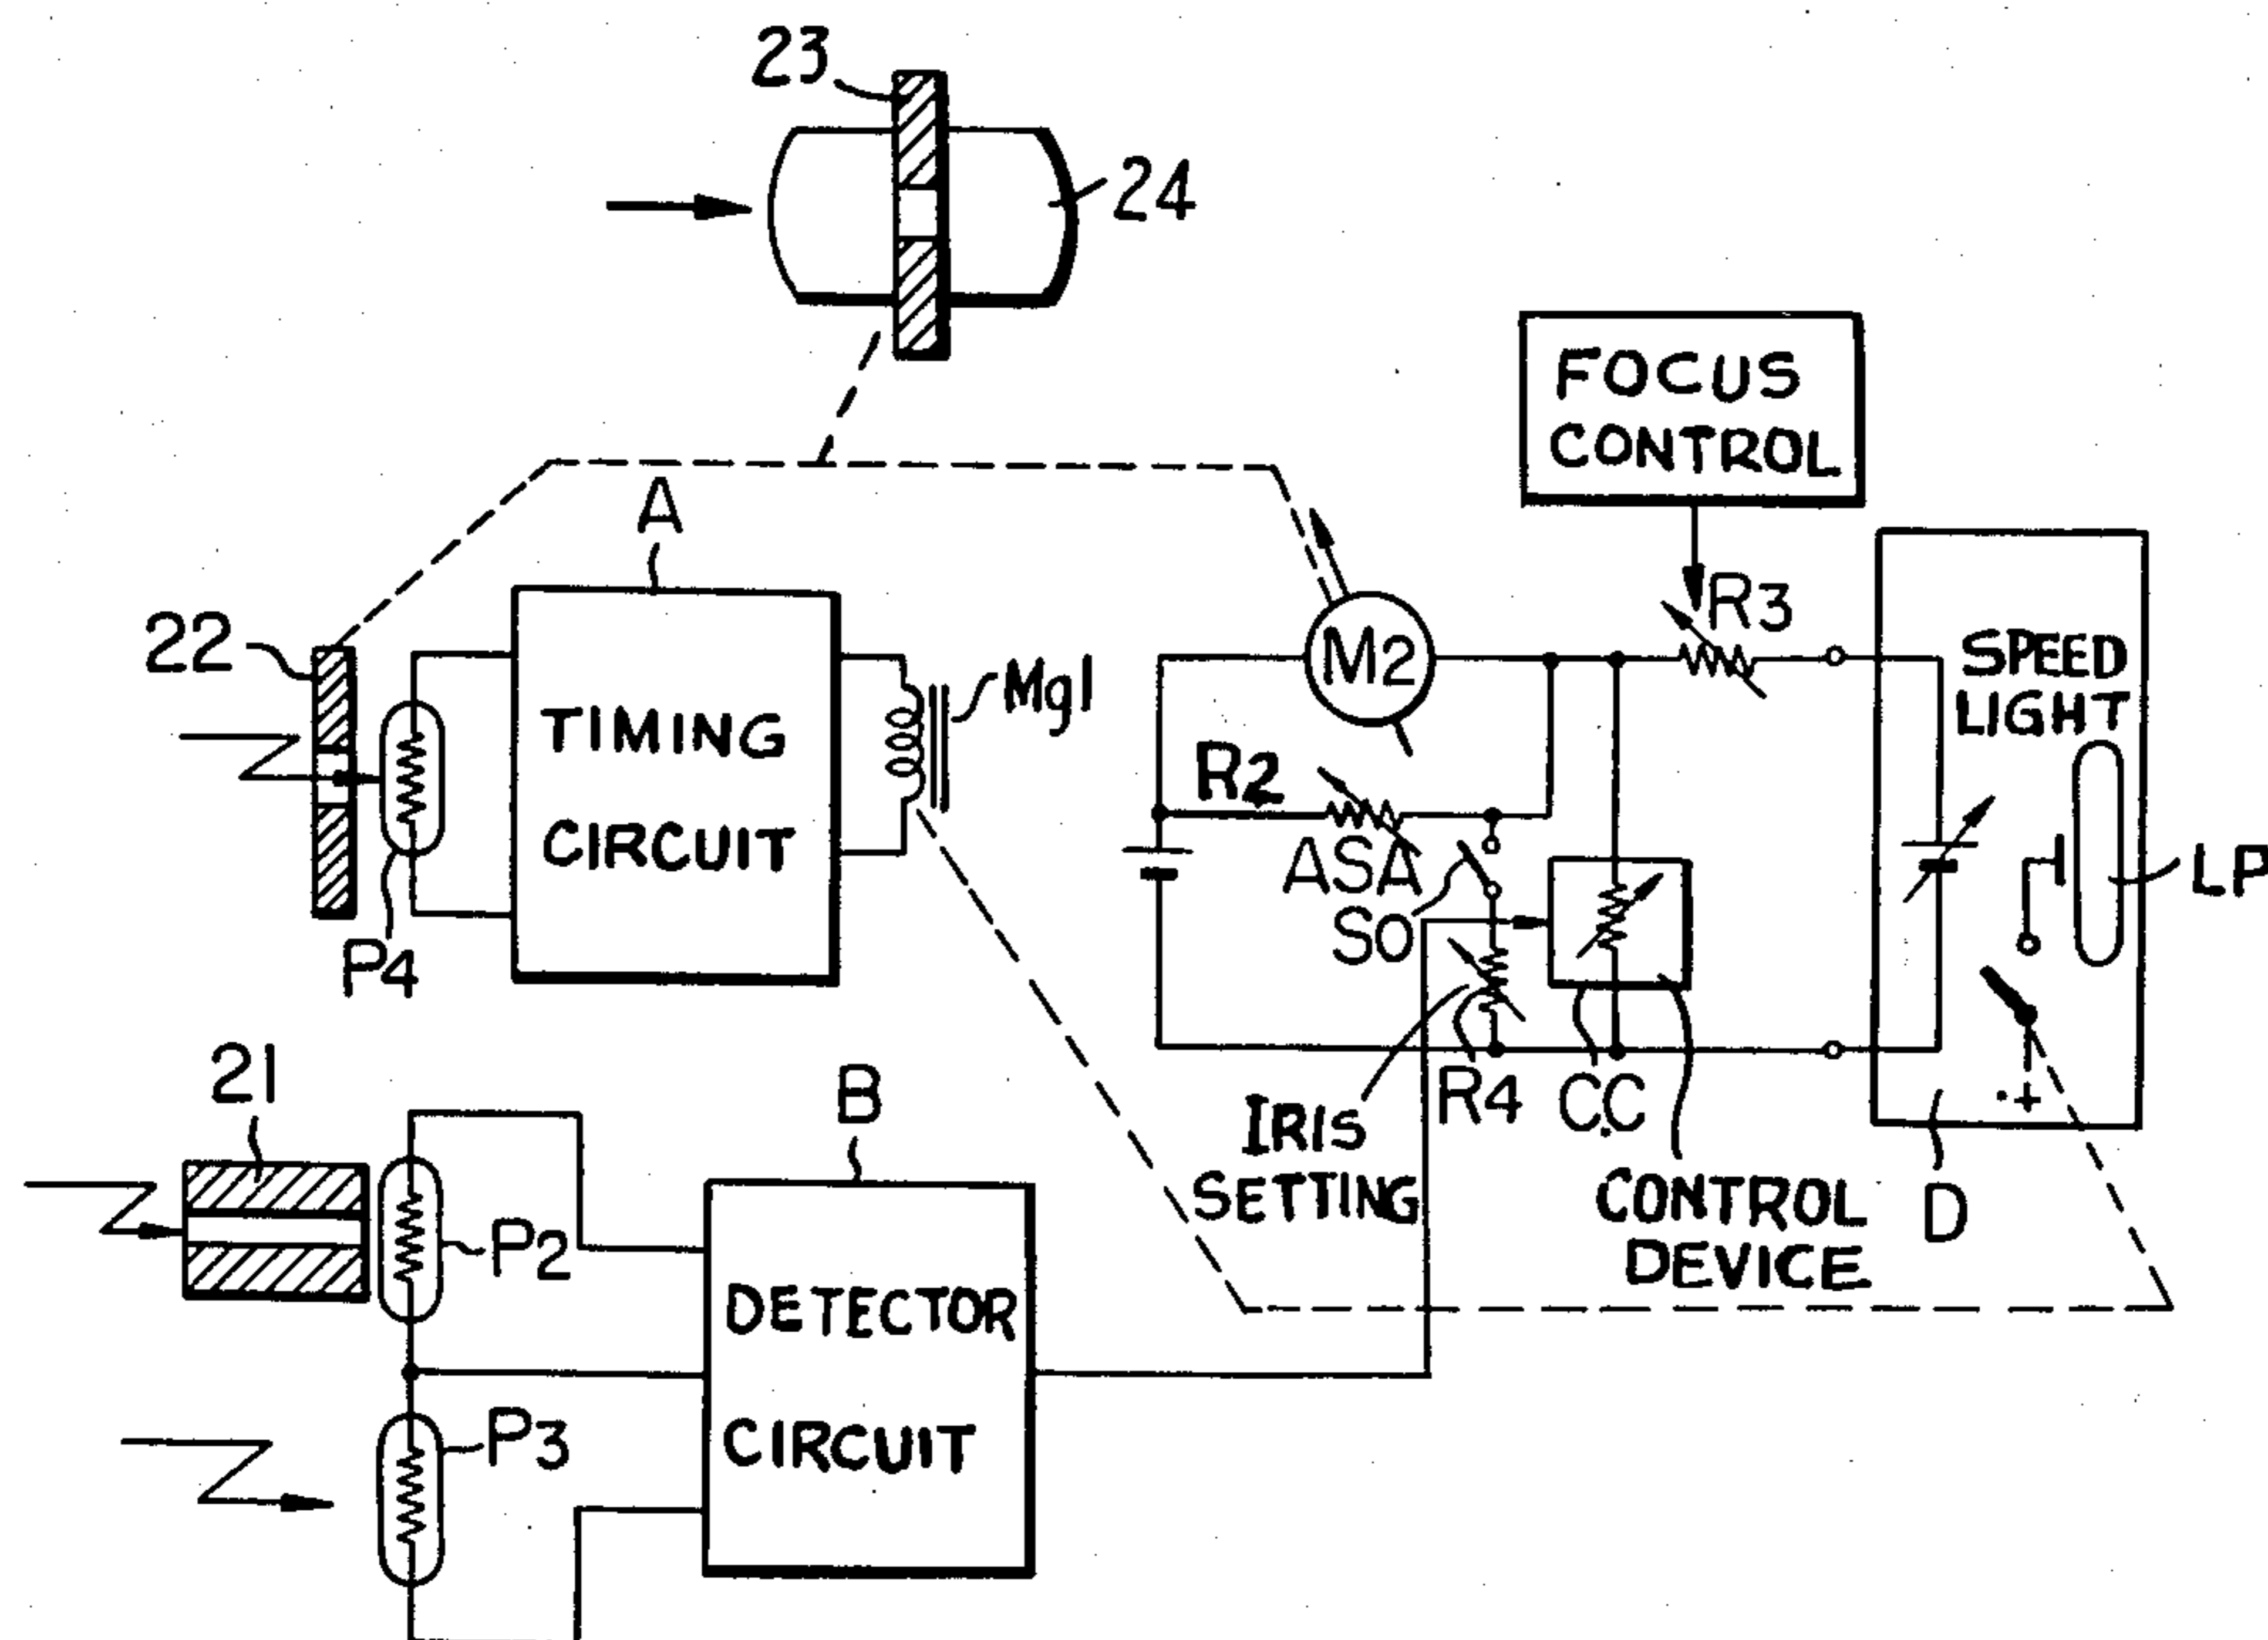 23
24
FOCUS
CONTROL
A
22
R3
M2
SPEED
LIGHT
Mg1
TIMING
CIRCUIT
R2
ASA
SO
LP
P4
21
B
IRIS
SETTING
R4
C.C
CONTROL
DEVICE
D
P2
DETECTOR
CIRCUIT
P3